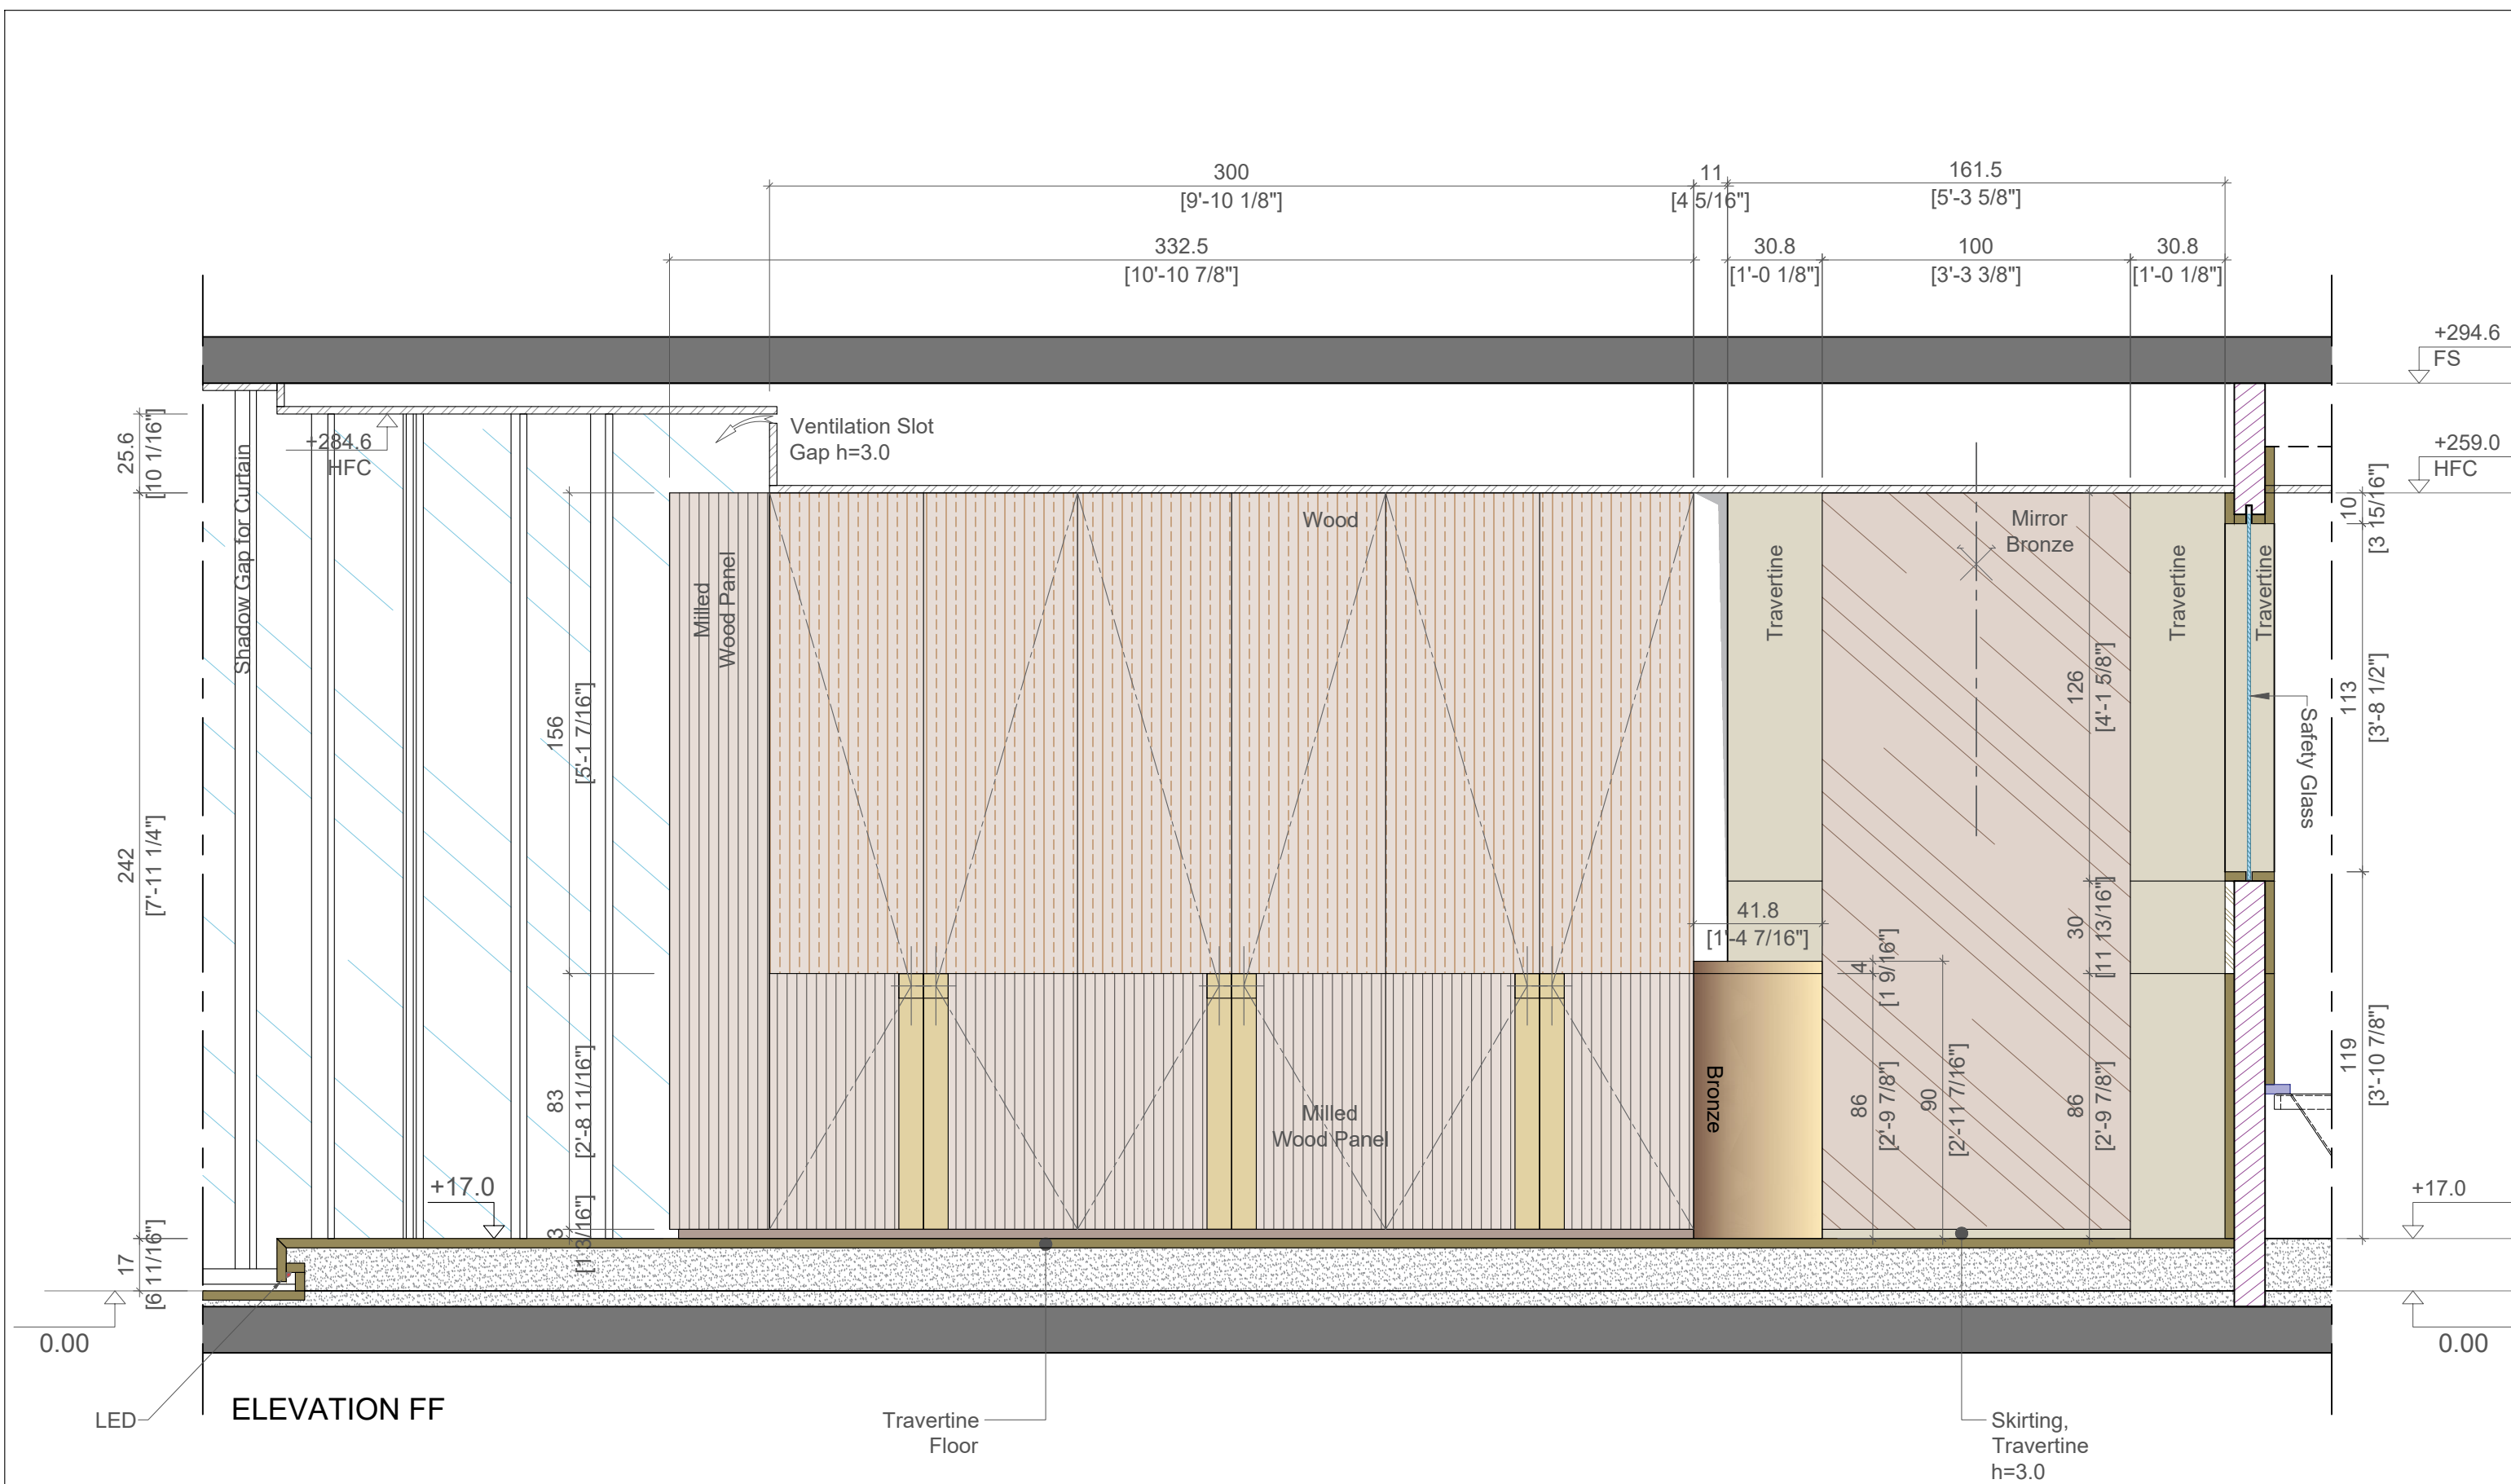 300
[9'-10 1/8"]
11
[4 5/16"]
161.5
[5'-3 5/8"]
332.5
[10'-10 7/8"]
30.8
[1'-0 1/8"]
100
[3'-3 3/8"]
30.8
[1'-0 1/8"]
+294.6
FS
+259.0
HFC
25.6
[10 1/16"]
Shadow Gap for Curtain
+284.6
HFC
Ventilation Slot
Gap h=3.0
Milled
Wood Panel
Wood
Travertine
Mirror
Bronze
Travertine
Travertine
10
[3 15/16"]
156
[5'-1 7/16"]
126
[4'-1 5/8"]
113
[3'-8 1/2"]
Safety Glass
242
[7'-11 1/4"]
41.8
[1'-4 7/16"]
4
[1 9/16"]
30
[11 13/16"]
83
[2'-8 11/16"]
Milled
Wood Panel
Bronze
86
[2'-9 7/8"]
90
[2'-11 7/16"]
86
[2'-9 7/8"]
119
[3'-10 7/8"]
+17.0
+17.0
3
[1 3/16"]
17
[6 11/16"]
0.00
0.00
LED
ELEVATION FF
Travertine
Floor
Skirting,
Travertine
h=3.0